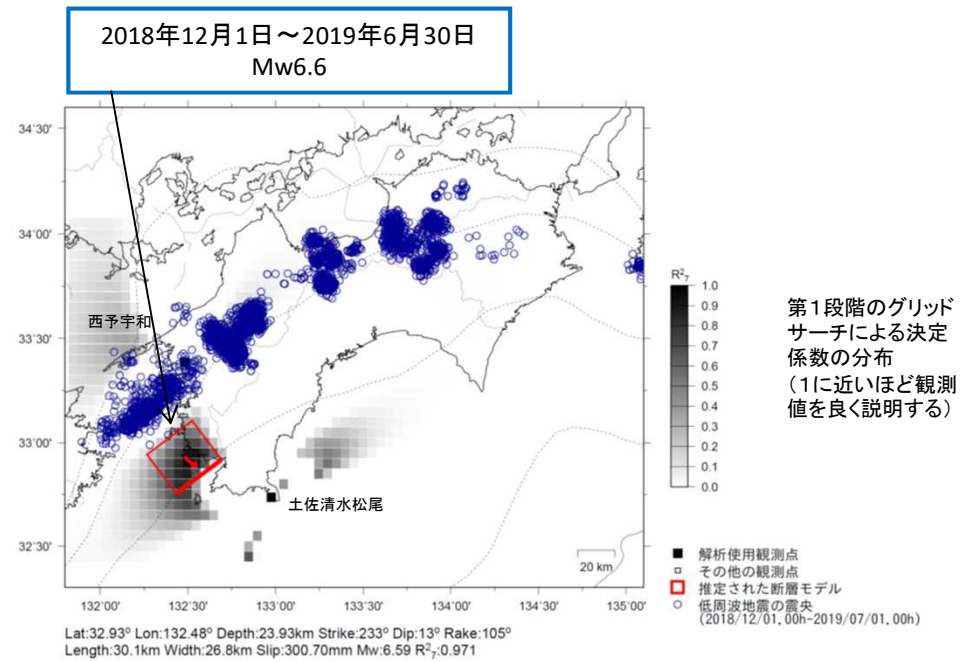 2018年12月1日～2019年6月30日
Mw6.6
34°30'
34°00'
33°30'
33°00'
32°30'
西予宇和
土佐清水松尾
20 km
132°00'
132°30'
133°00'
133°30'
134°00'
134°30'
135°00'
R²₇
1.0
0.9
0.8
0.7
0.6
0.5
0.4
0.3
0.2
0.1
0.0
第1段階のグリッド
サーチによる決定
係数の分布
（1に近いほど観測
値を良く説明する）
解析使用観測点
その他の観測点
推定された断層モデル
低周波地震の震央
(2018/12/01.00h-2019/07/01.00h)
Lat:32.93° Lon:132.48° Depth:23.93km Strike:233° Dip:13° Rake:105°
Length:30.1km Width:26.8km Slip:300.70mm Mw:6.59 R²₇:0.971